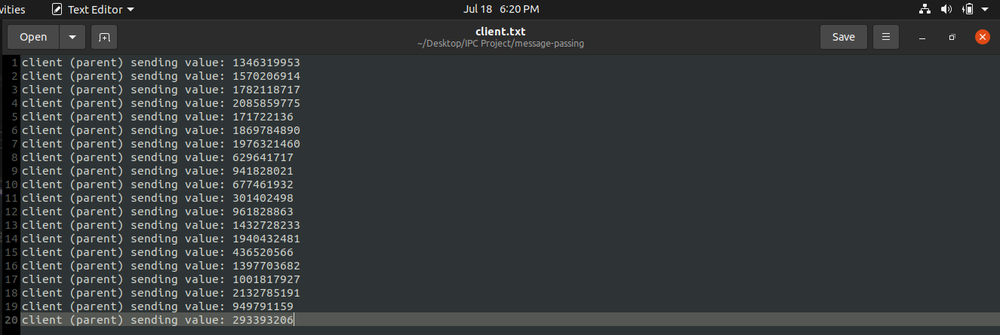 vities Text Editor Jul 18 6:20 PM
Open client.txt Save
~/Desktop/IPC Project/message-passing
1 client (parent) sending value: 1346319953
2 client (parent) sending value: 1570206914
3 client (parent) sending value: 1782118717
4 client (parent) sending value: 2085859775
5 client (parent) sending value: 171722136
6 client (parent) sending value: 1869784890
7 client (parent) sending value: 1976321460
8 client (parent) sending value: 629641717
9 client (parent) sending value: 941828021
10 client (parent) sending value: 677461932
11 client (parent) sending value: 301402498
12 client (parent) sending value: 961828863
13 client (parent) sending value: 1432728233
14 client (parent) sending value: 1940432481
15 client (parent) sending value: 436520566
16 client (parent) sending value: 1397703682
17 client (parent) sending value: 1001817927
18 client (parent) sending value: 2132785191
19 client (parent) sending value: 949791159
20 client (parent) sending value: 293393206